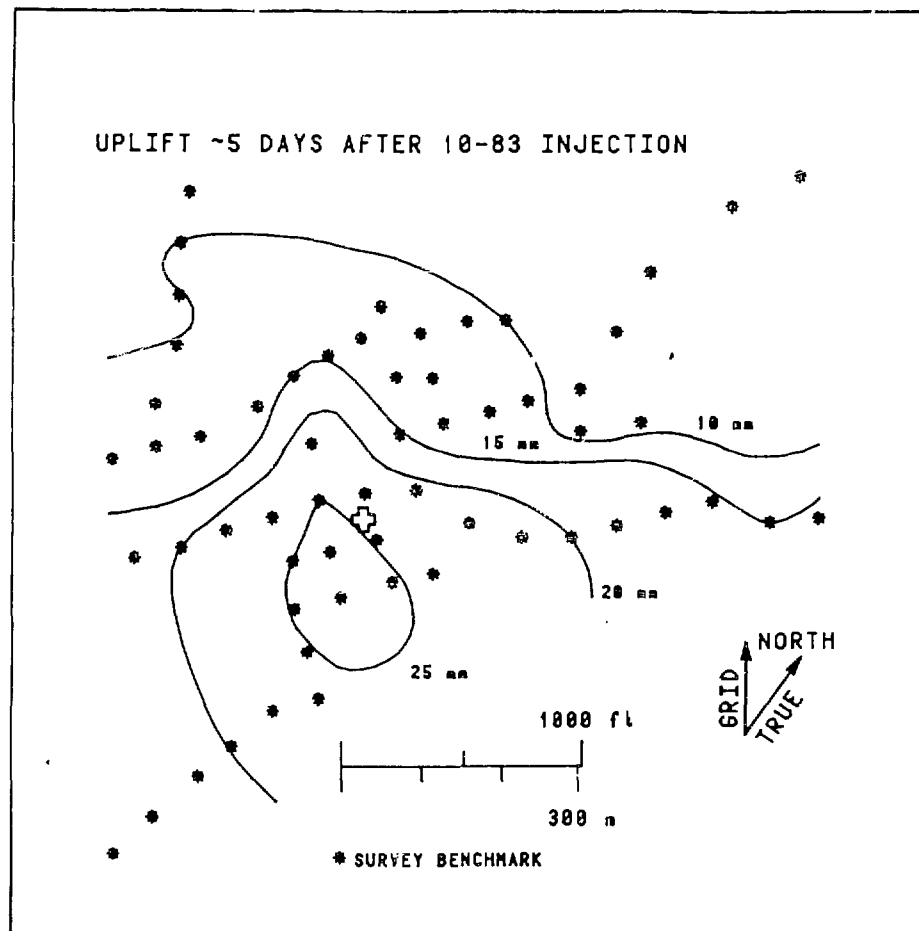 UPLIFT ~5 DAYS AFTER 10-83 INJECTION
10 mm
15 mm
20 mm
25 mm
NORTH
GRID
TRUE
1000 ft
300 m
* SURVEY BENCHMARK